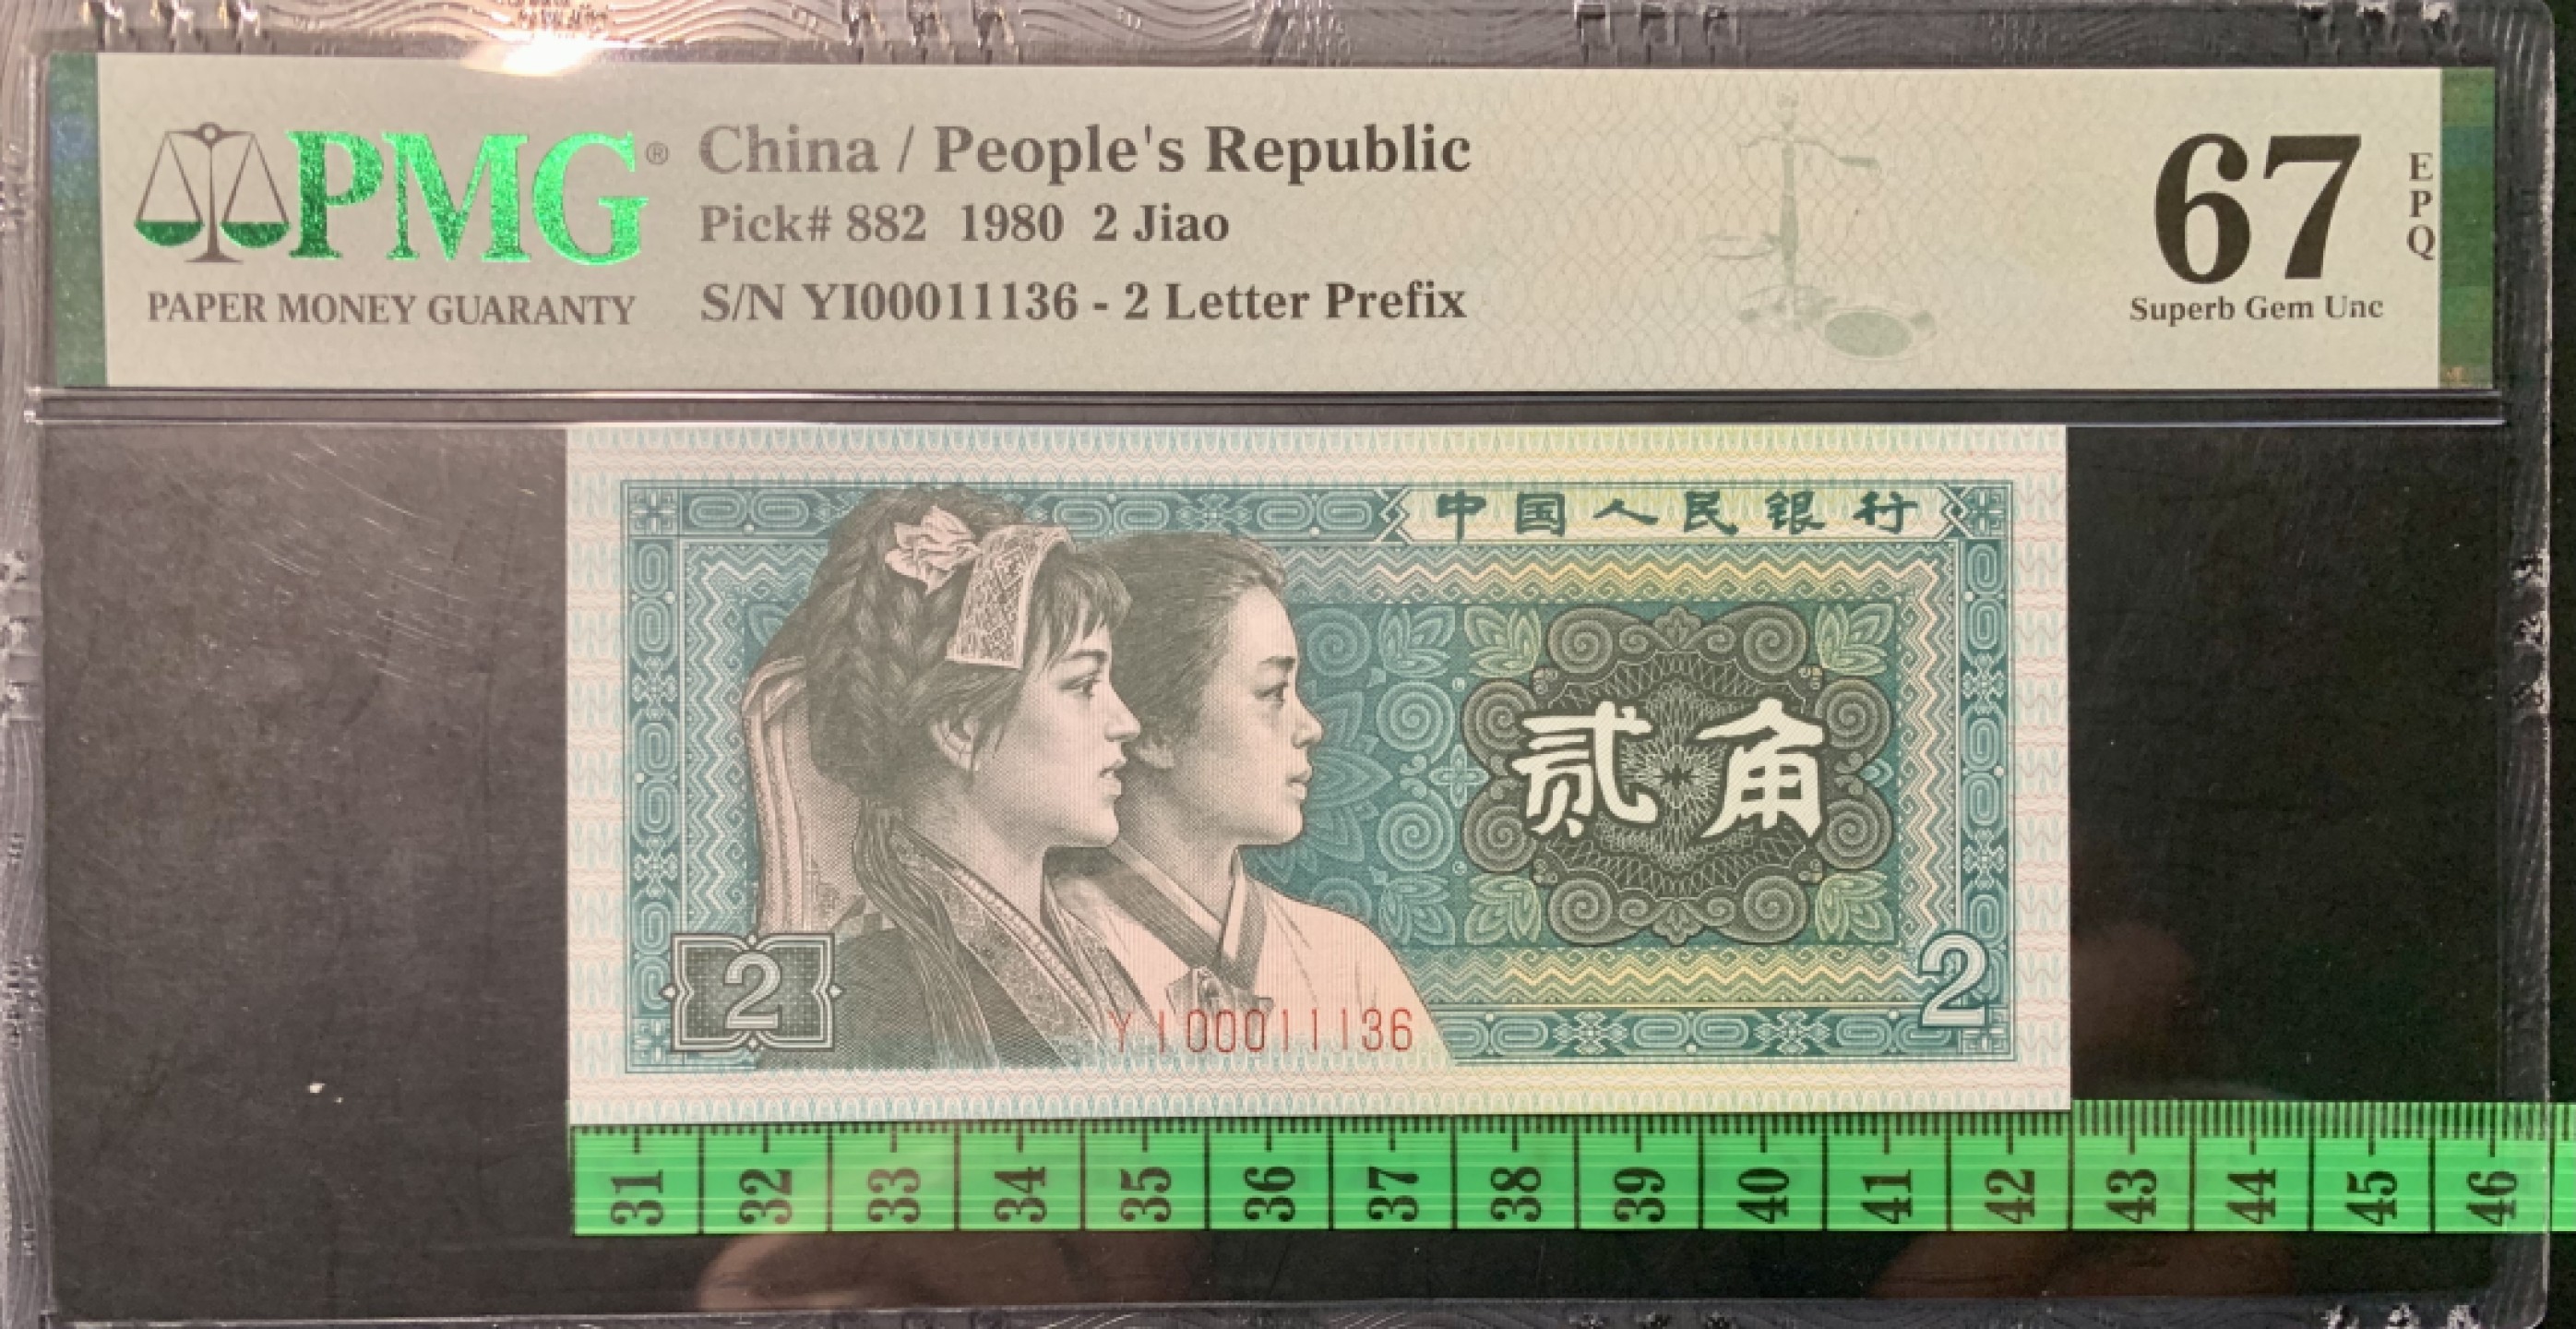 PMG®
PAPER MONEY GUARANTY
China / People's Republic
Pick# 882 1980 2 Jiao
S/N YI00011136 - 2 Letter Prefix
67
EPQ
Superb Gem Unc
中国人民银行
贰角
2
2
YI00011136
31 32 33 34 35 36 37 38 39 40 41 42 43 44 45 46